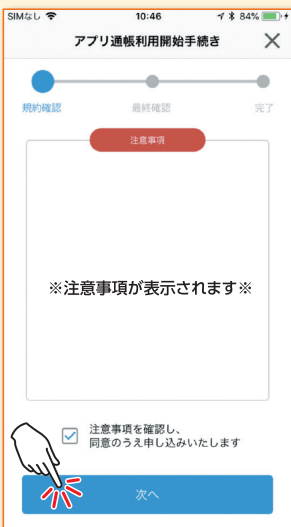 SIMなし 10:46 84%
アプリ通帳利用開始手続き
規約確認 最終確認 完了
注意事項
※注意事項が表示されます※
注意事項を確認し、
同意のうえ申し込みいたします
次へ